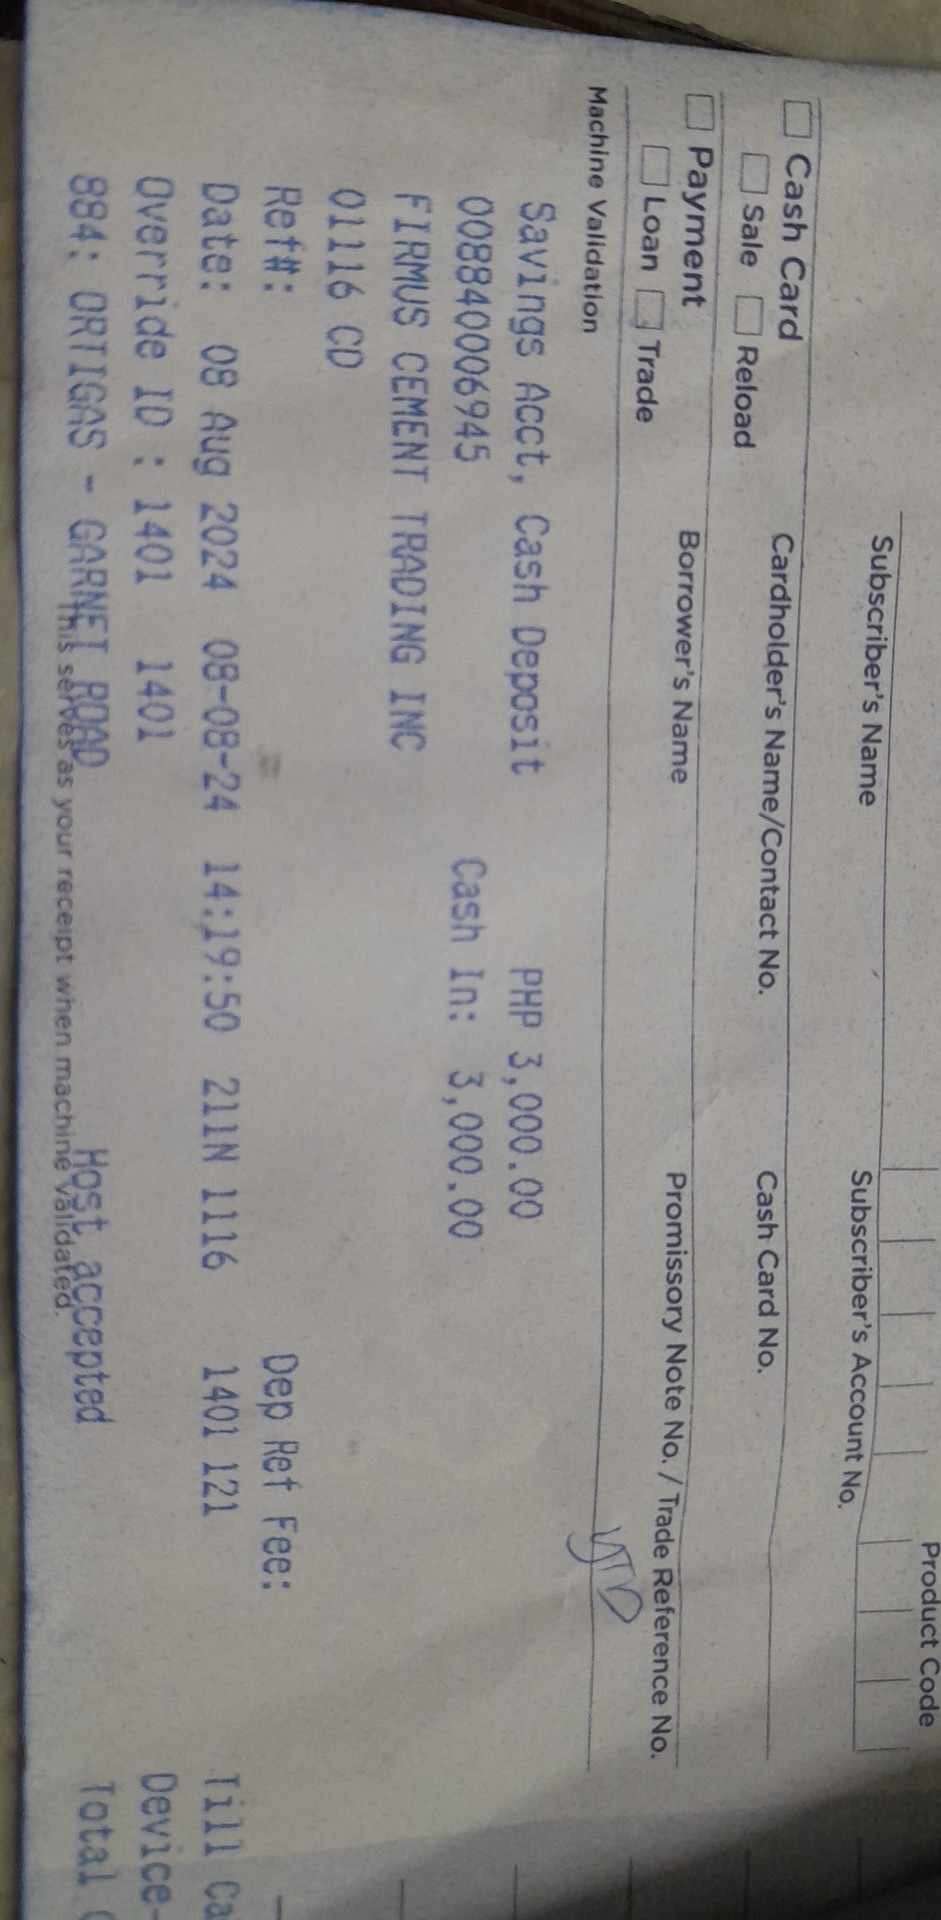 Product Code
Subscriber's Name Subscriber's Account No.
Cash Card Cardholder's Name/Contact No. Cash Card No.
Sale Reload
Payment Borrower's Name Promissory Note No. / Trade Reference No.
Loan Trade
Machine Validation
Savings Acct, Cash Deposit PHP 3,000.00
008840006945 Cash In: 3,000.00
FIRMUS CEMENT TRADING INC
01116 CD
Ref#: Dep Ref Fee:
Date: 08 Aug 2024 08-08-24 14:19:50 211N 1116 1401 121 Till Ca
Override ID : 1401 1401 Device-
884: ORTIGAS - GARNET ROAD Host accepted Total
This serves as your receipt when machine validated.